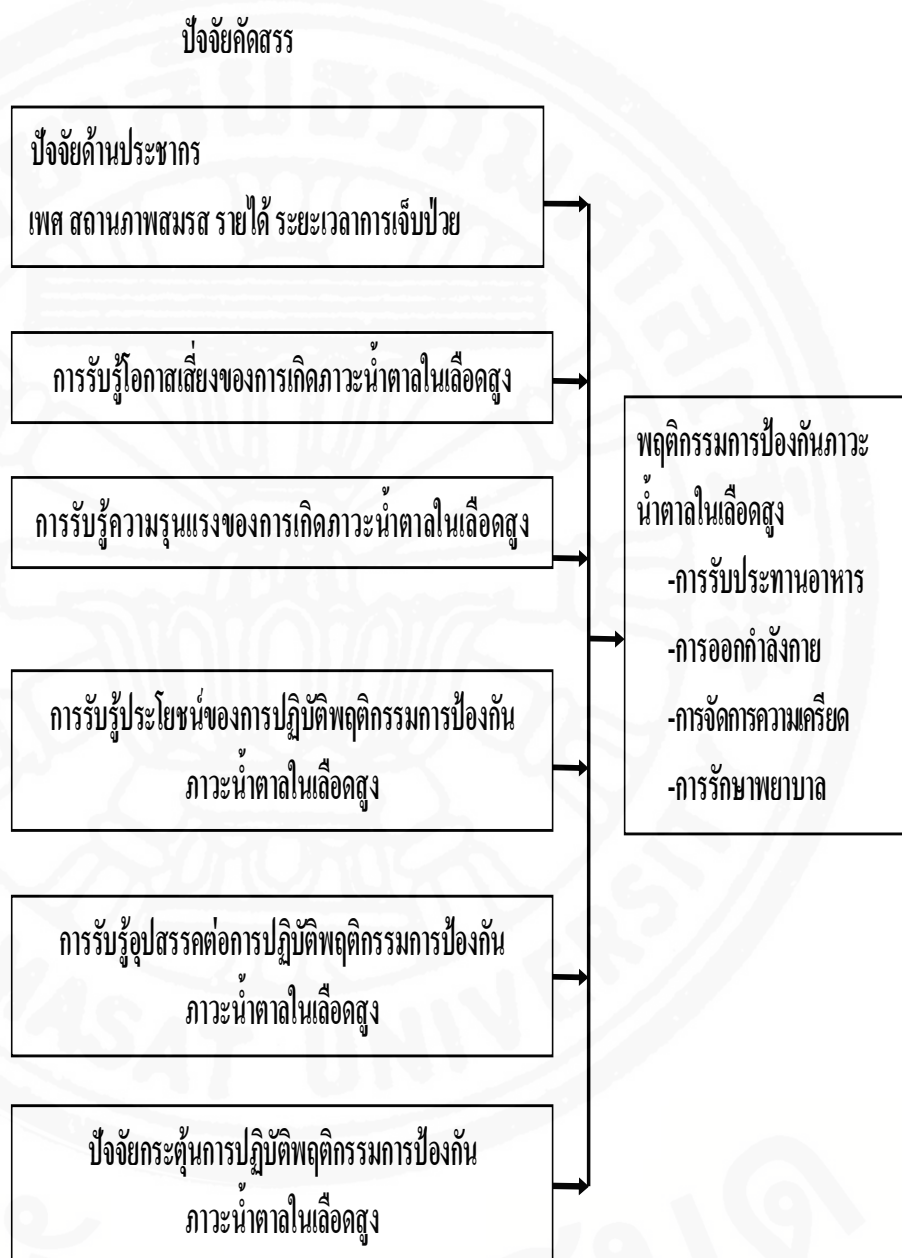 ปัจจัยคัดสรร
ปัจจัยด้านประชากร
เพศ สถานภาพสมรส รายได้ ระยะเวลาการเจ็บป่วย
การรับรู้โอกาสเสี่ยงของการเกิดภาวะน้ำตาลในเลือดสูง
การรับรู้ความรุนแรงของการเกิดภาวะน้ำตาลในเลือดสูง
การรับรู้ประโยชน์ของการปฏิบัติพฤติกรรมการป้องกัน
ภาวะน้ำตาลในเลือดสูง
การรับรู้อุปสรรคต่อการปฏิบัติพฤติกรรมการป้องกัน
ภาวะน้ำตาลในเลือดสูง
ปัจจัยกระตุ้นการปฏิบัติพฤติกรรมการป้องกัน
ภาวะน้ำตาลในเลือดสูง
พฤติกรรมการป้องกันภาวะ
น้ำตาลในเลือดสูง
-การรับประทานอาหาร
-การออกกำลังกาย
-การจัดการความเครียด
-การรักษาพยาบาล